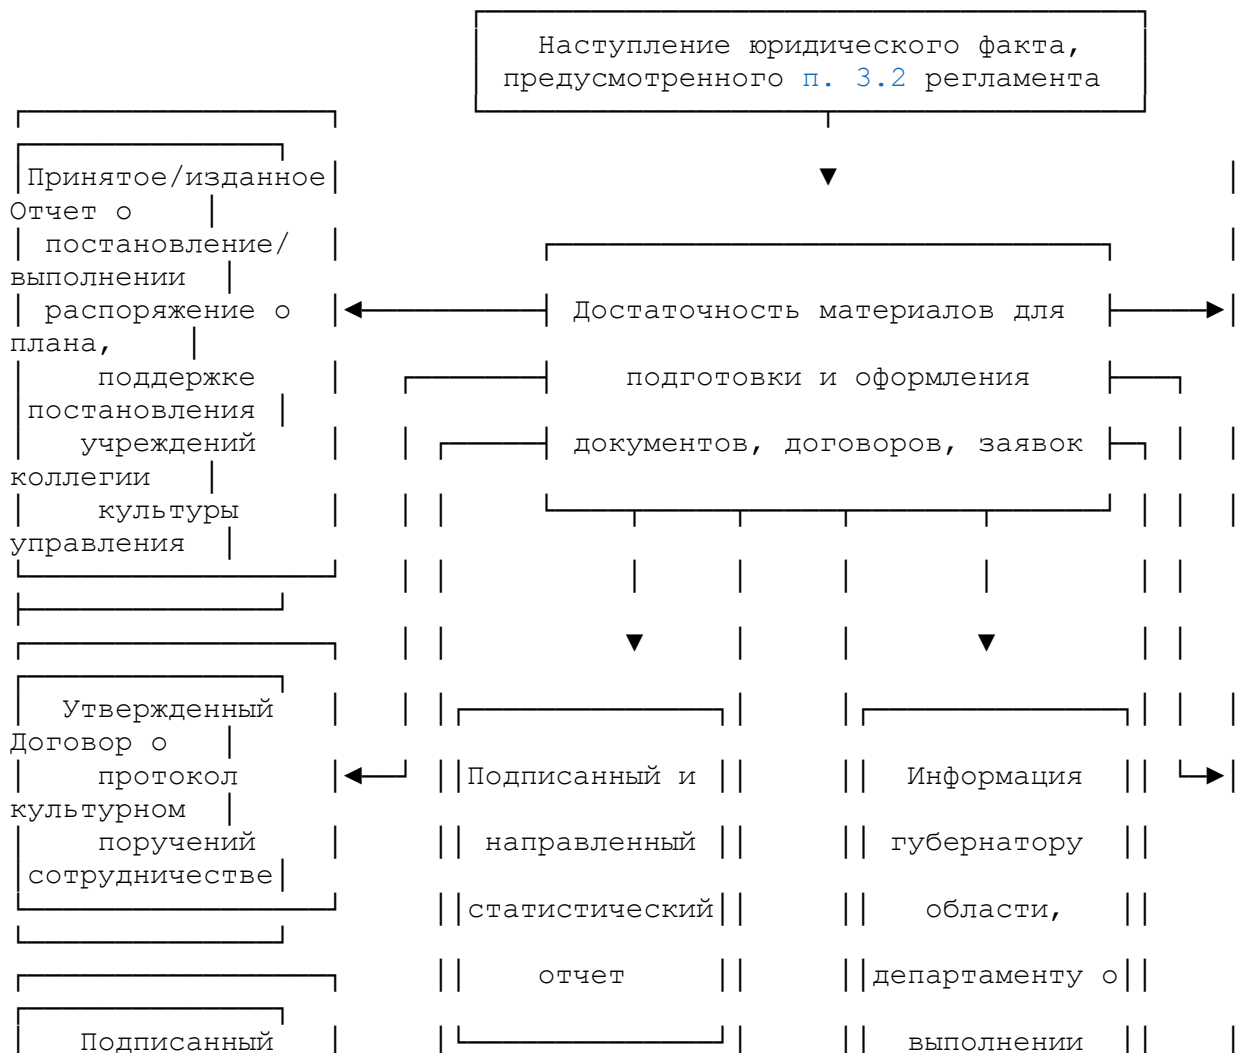 Наступление юридического факта,
предусмотренного п. 3.2 регламента
Принятое/изданное
Отчет о
постановление/
выполнении
распоряжение о Достаточность материалов для
плана,
поддержке подготовки и оформления
постановления
учреждений документов, договоров, заявок
коллегии
культуры
управления
Утвержденный
Договор о
протокол Подписанный и Информация
культурном
поручений направленный губернатору
сотрудничестве
статистический области,
отчет департаменту о
Подписанный выполнении